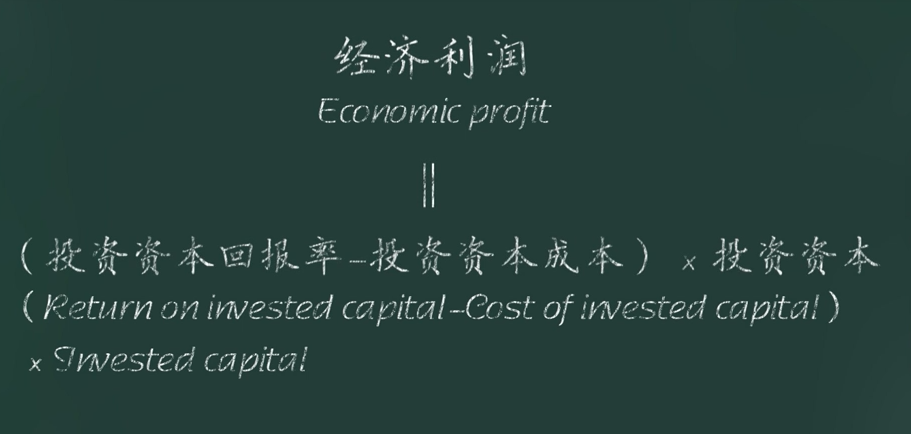 经济利润
Economic profit
||
（投资资本回报率–投资资本成本）x 投资资本
(Return on invested capital–Cost of invested capital)
x Invested capital